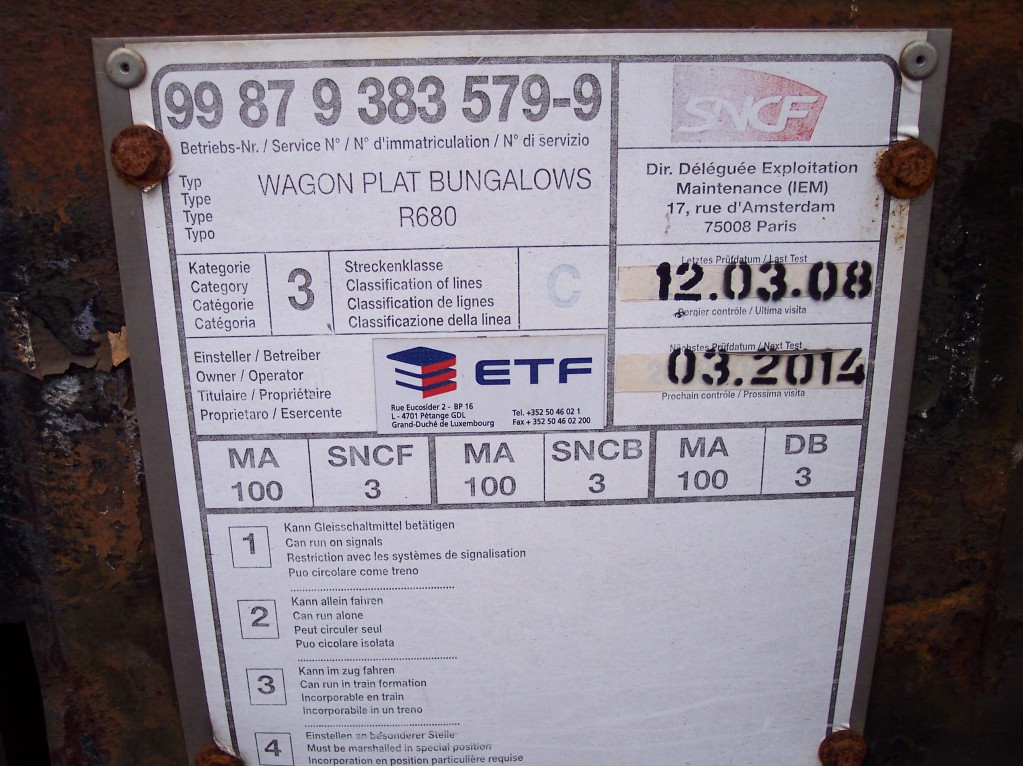 99 87 9 383 579-9
Betriebs-Nr. / Service N° / N° d'immatriculation / N° di servizio
Typ
Type
Type
Typo
WAGON PLAT BUNGALOWS
R680
SNCF
Dir. Déléguée Exploitation
Maintenance (IEM)
17, rue d'Amsterdam
75008 Paris
Kategorie
Category
Catégorie
Catégoria
3
Streckenklasse
Classification of lines
Classification de lignes
Classificazione della linea
C
Letztes Prüfdatum / Last Test
12.03.08
Dernier contrôle / Ultima visita
Einsteller / Betreiber
Owner / Operator
Titulaire / Propriétaire
Proprietaro / Esercente
ETF
Rue Eucosider 2 - BP 16
L - 4701 Pétange GDL
Grand-Duché de Luxembourg
Tel. +352 50 46 02 1
Fax + 352 50 46 02 200
Nächstes Prüfdatum / Next Test
03.2014
Prochain contrôle / Prossima visita
MA SNCF MA SNCB MA DB
100 3 100 3 100 3
1
Kann Gleisschaltmittel betätigen
Can run on signals
Restriction avec les systèmes de signalisation
Puo circolare come treno
2
Kann allein fahren
Can run alone
Peut circuler seul
Puo cicolare isolata
3
Kann im zug fahren
Can run in train formation
Incorporable en train
Incorporabile in un treno
4
Einstellen an besonderer Stelle
Must be marshalled in special position
Incorporation en position particulière requise